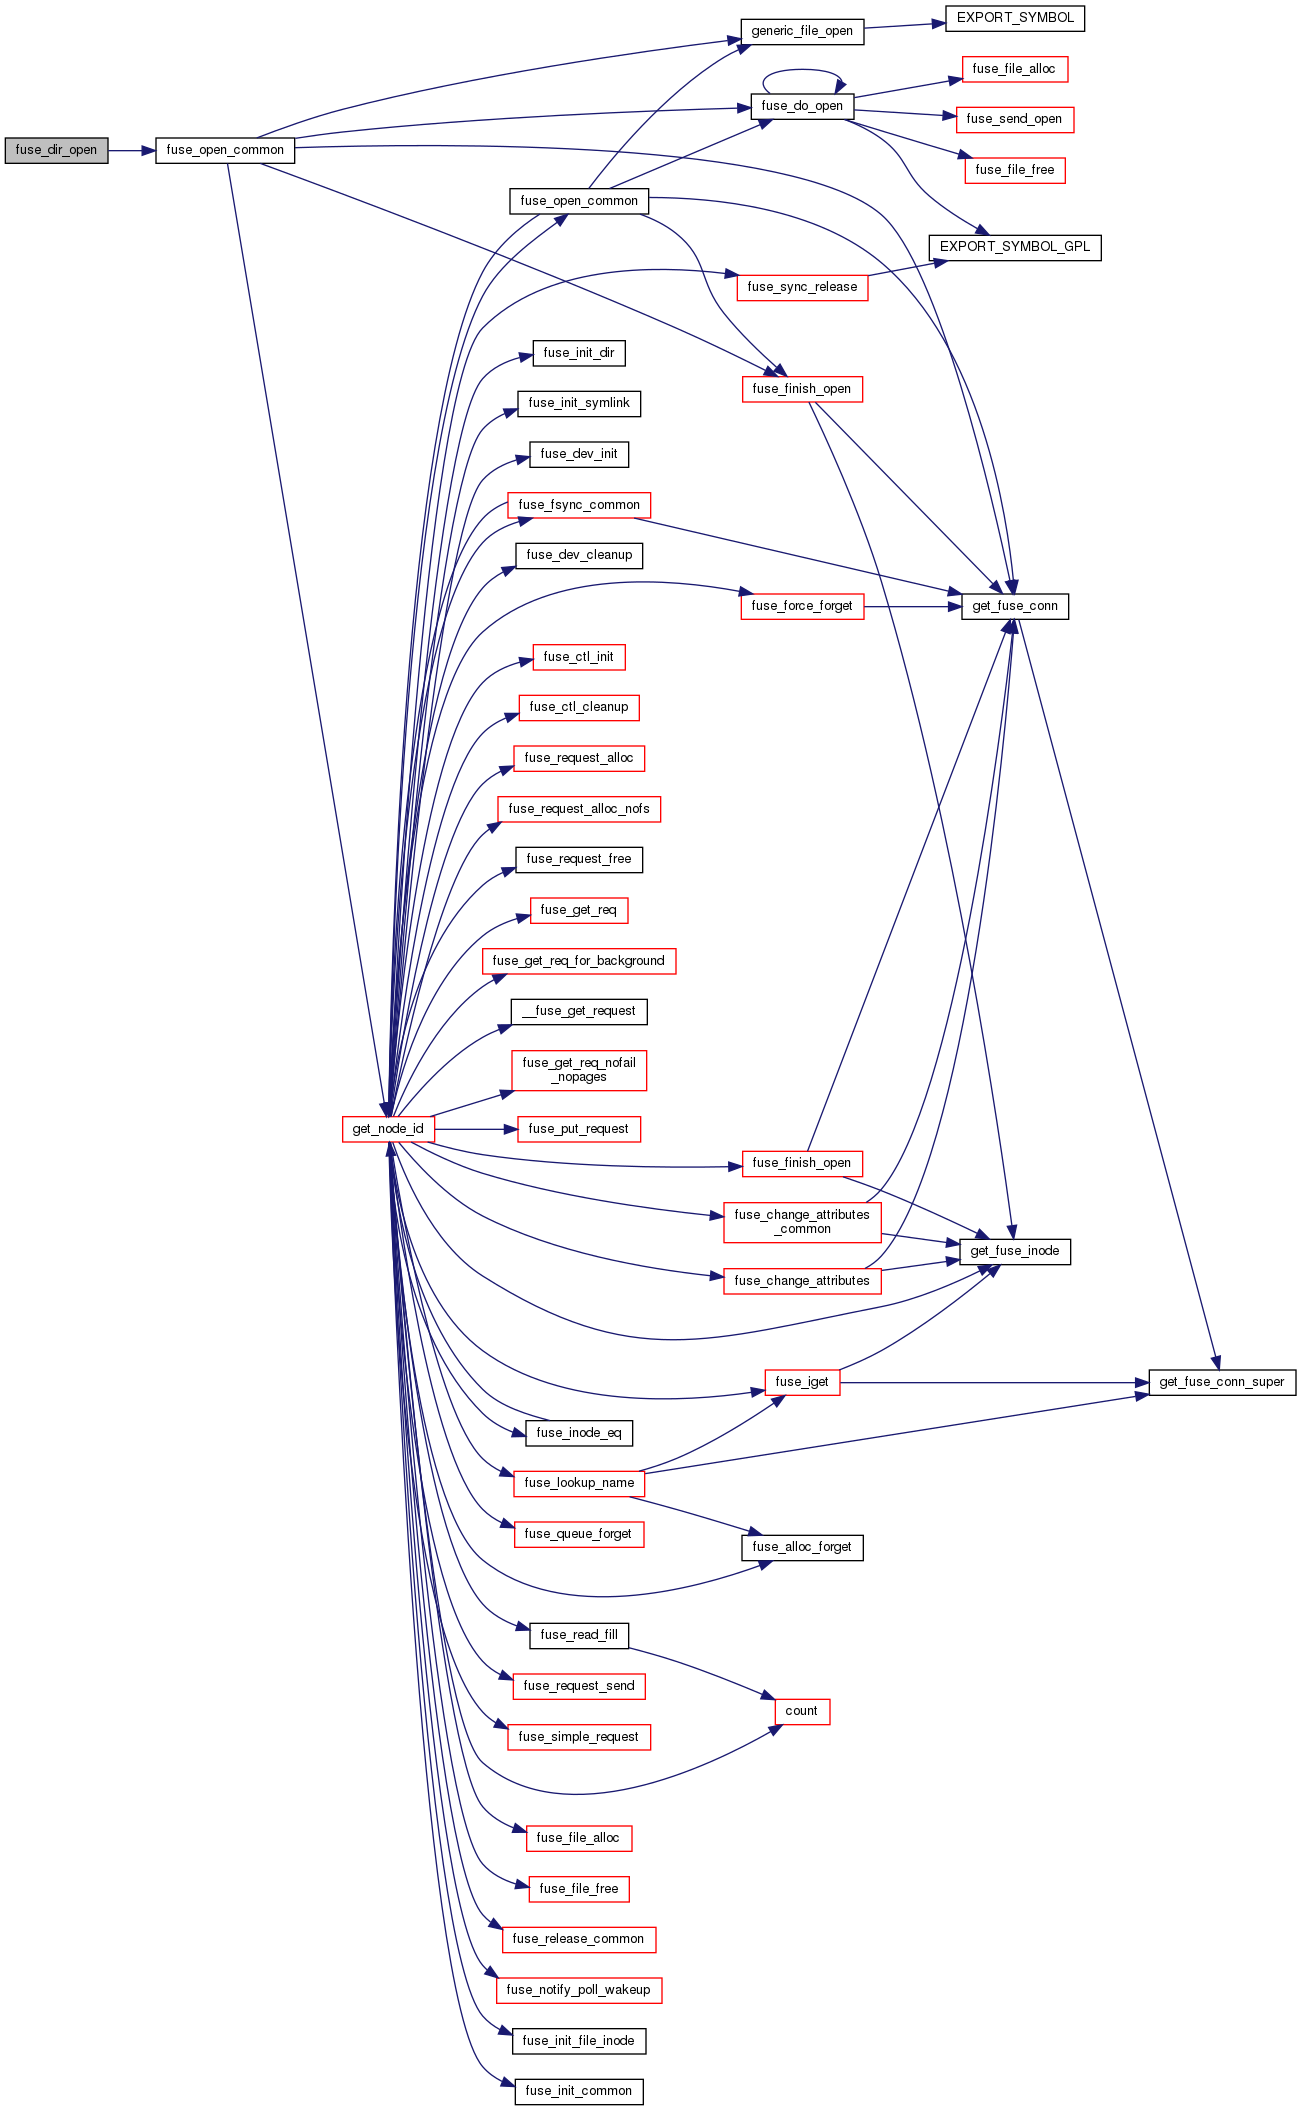 EXPORT_SYMBOL
generic_file_open
fuse_file_alloc
fuse_do_open
fuse_send_open
fuse_dir_open
fuse_open_common
fuse_file_free
fuse_open_common
EXPORT_SYMBOL_GPL
fuse_sync_release
fuse_init_dir
fuse_finish_open
fuse_init_symlink
fuse_dev_init
fuse_fsync_common
fuse_dev_cleanup
fuse_force_forget
get_fuse_conn
fuse_ctl_init
fuse_ctl_cleanup
fuse_request_alloc
fuse_request_alloc_nofs
fuse_request_free
fuse_get_req
fuse_get_req_for_background
__fuse_get_request
fuse_get_req_nofail
_nopages
get_node_id
fuse_put_request
fuse_finish_open
fuse_change_attributes
_common
get_fuse_inode
fuse_change_attributes
fuse_iget
get_fuse_conn_super
fuse_inode_eq
fuse_lookup_name
fuse_queue_forget
fuse_alloc_forget
fuse_read_fill
fuse_request_send
count
fuse_simple_request
fuse_file_alloc
fuse_file_free
fuse_release_common
fuse_notify_poll_wakeup
fuse_init_file_inode
fuse_init_common